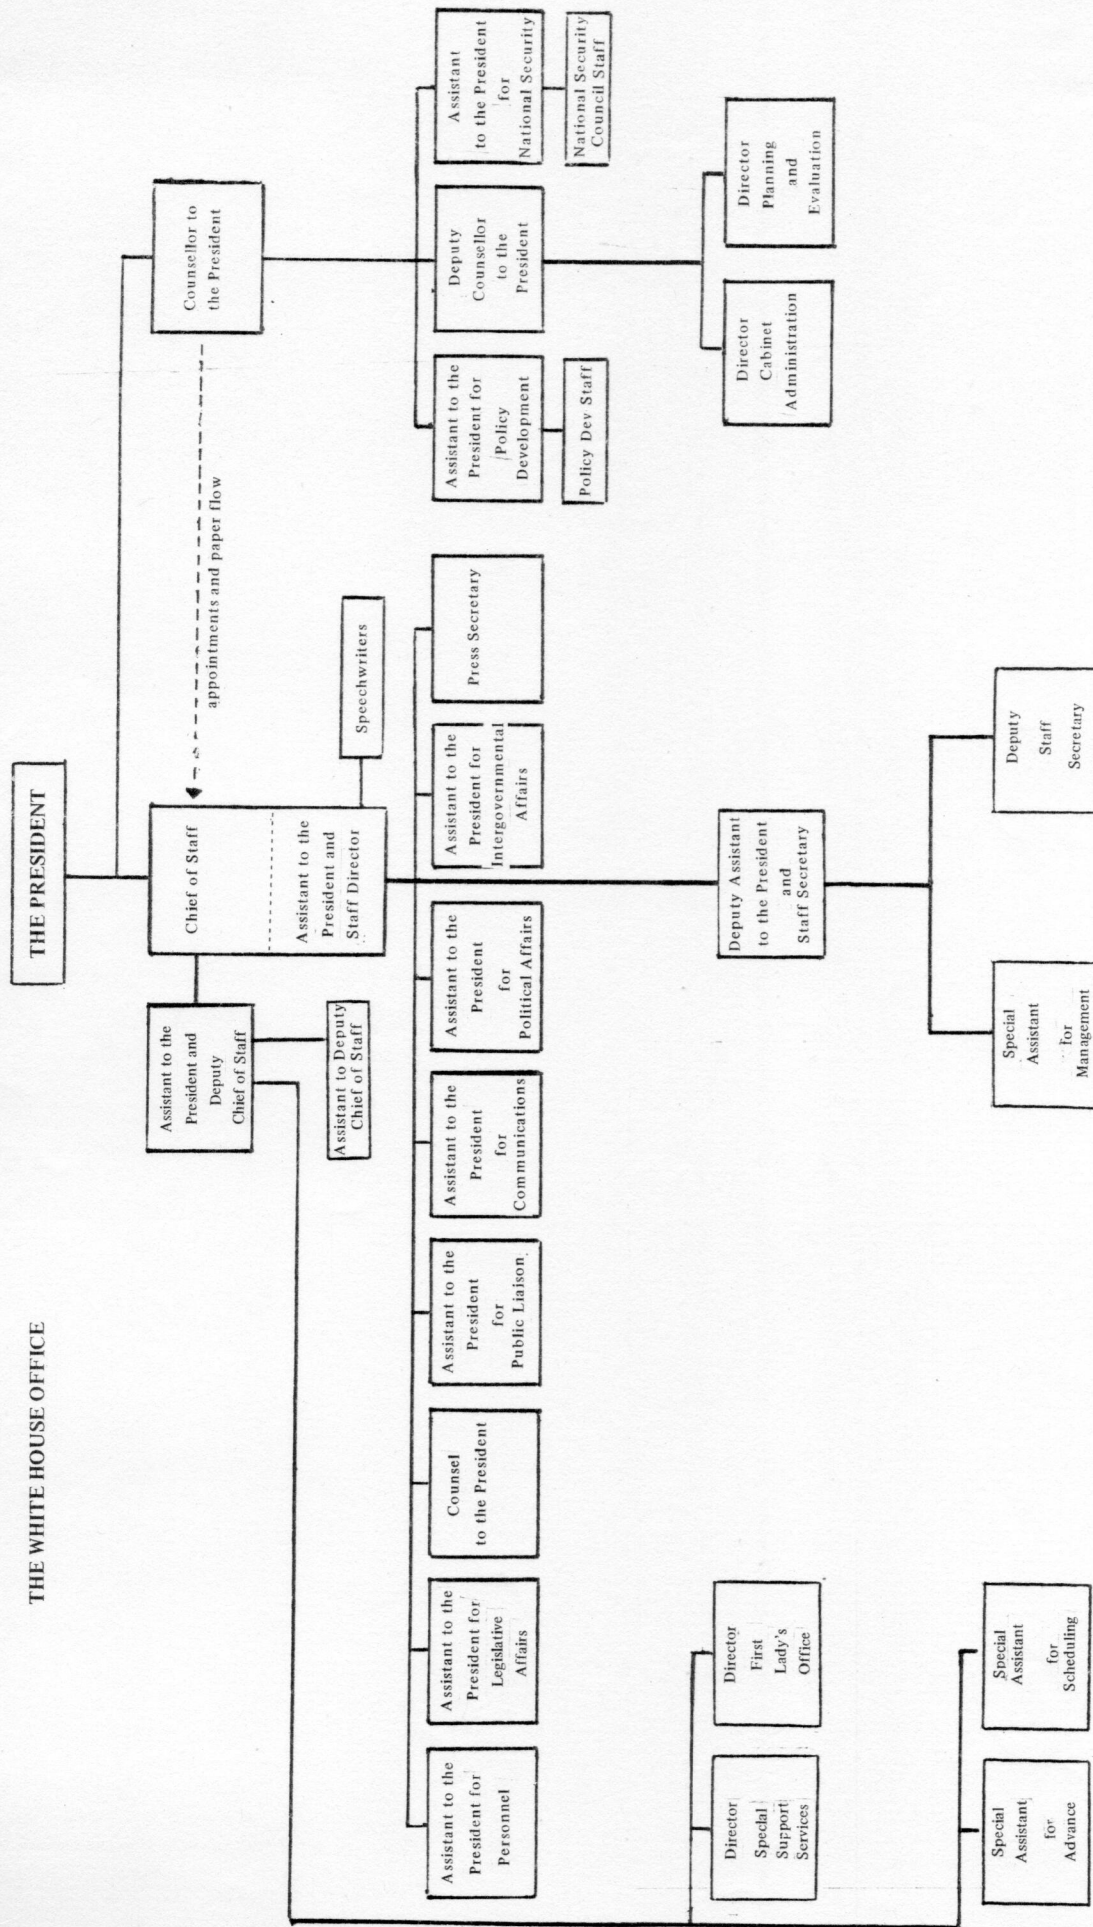 THE WHITE HOUSE OFFICE
THE PRESIDENT
Assistant to the
President and
Deputy
Chief of Staff
Chief of Staff
Assistant to the
President and
Staff Director
appointments and paper flow
Counsellor to
the President
Assistant to Deputy
Chief of Staff
Speechwriters
Assistant to the
President for
Personnel
Assistant to the
President for
Legislative
Affairs
Counsel
to the President
Assistant to the
President
for
Public Liaison
Assistant to the
President
for
Communications
Assistant to the
President
for
Political Affairs
Assistant to the
President for
Intergovernmental
Affairs
Press Secretary
Assistant to the
President for
Policy
Development
Deputy
Counsellor
to the
President
Assistant
to the President
for
National Security
Policy Dev Staff
National Security
Council Staff
Director
Special
Support
Services
Director
First
Lady's
Office
Deputy Assistant
to the President
and
Staff Secretary
Director
Cabinet
Administration
Director
Planning
and
Evaluation
Special
Assistant
for
Advance
Special
Assistant
for
Scheduling
Special
Assistant
for
Management
Deputy
Staff
Secretary